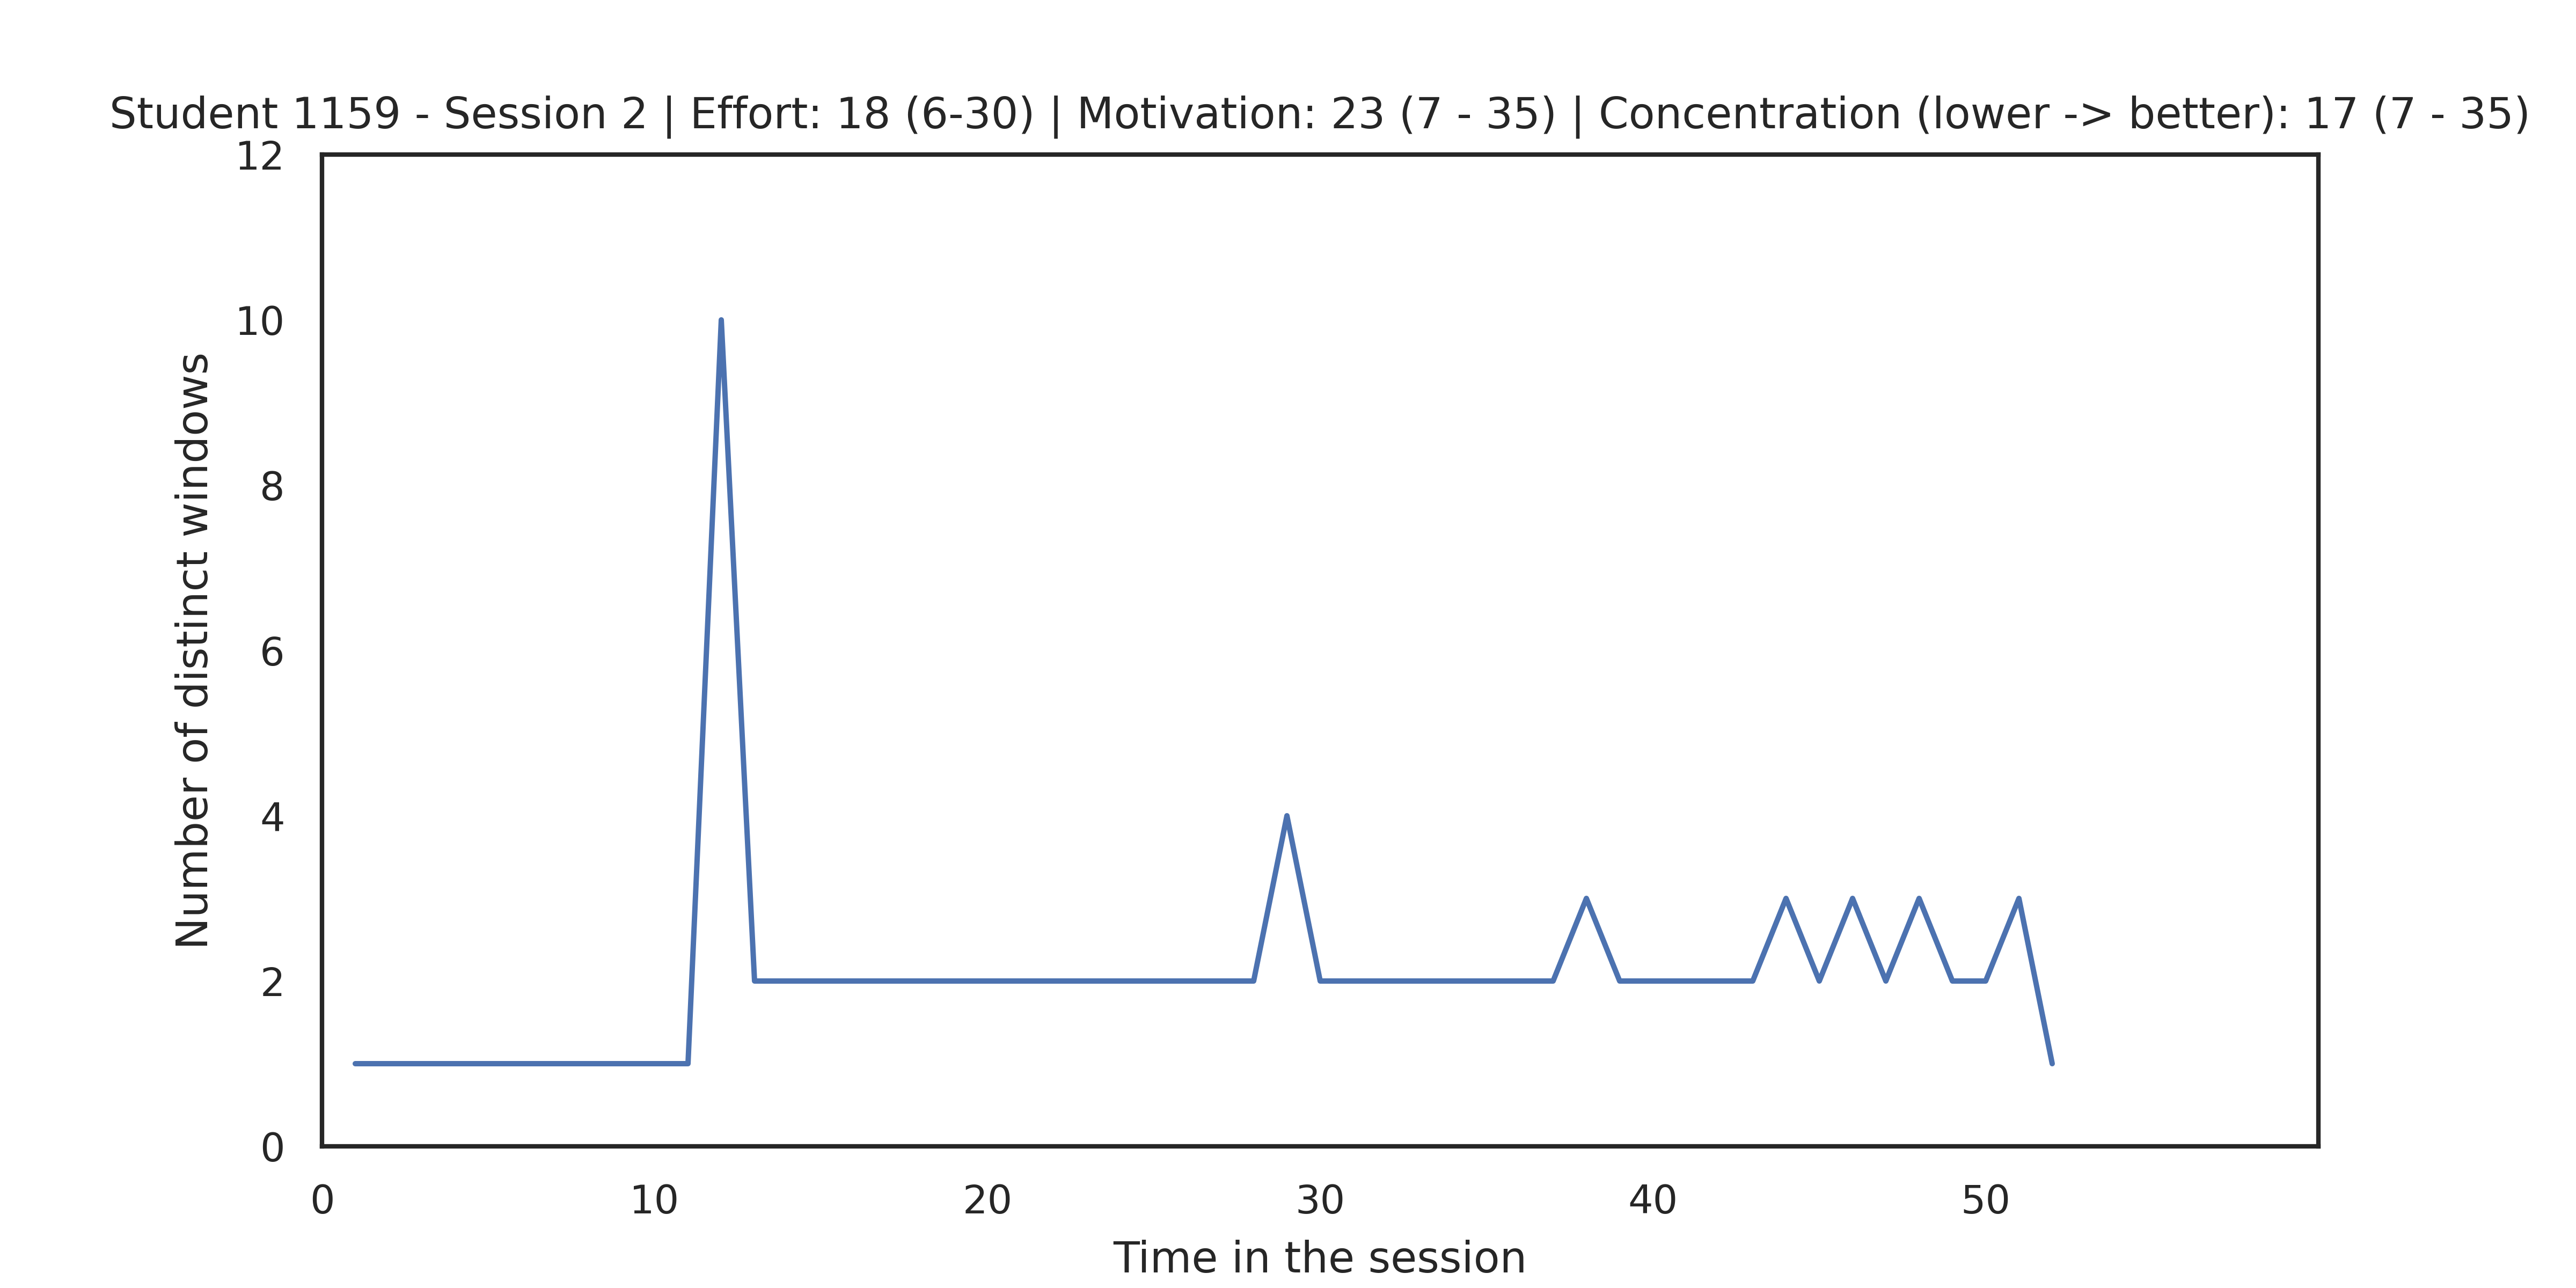 Student 1159 - Session 2 | Effort: 18 (6-30) | Motivation: 23 (7 - 35) | Concentration (lower -> better): 17 (7 - 35)
12
10
8
6
4
2
0
Number of distinct windows
0 10 20 30 40 50
Time in the session